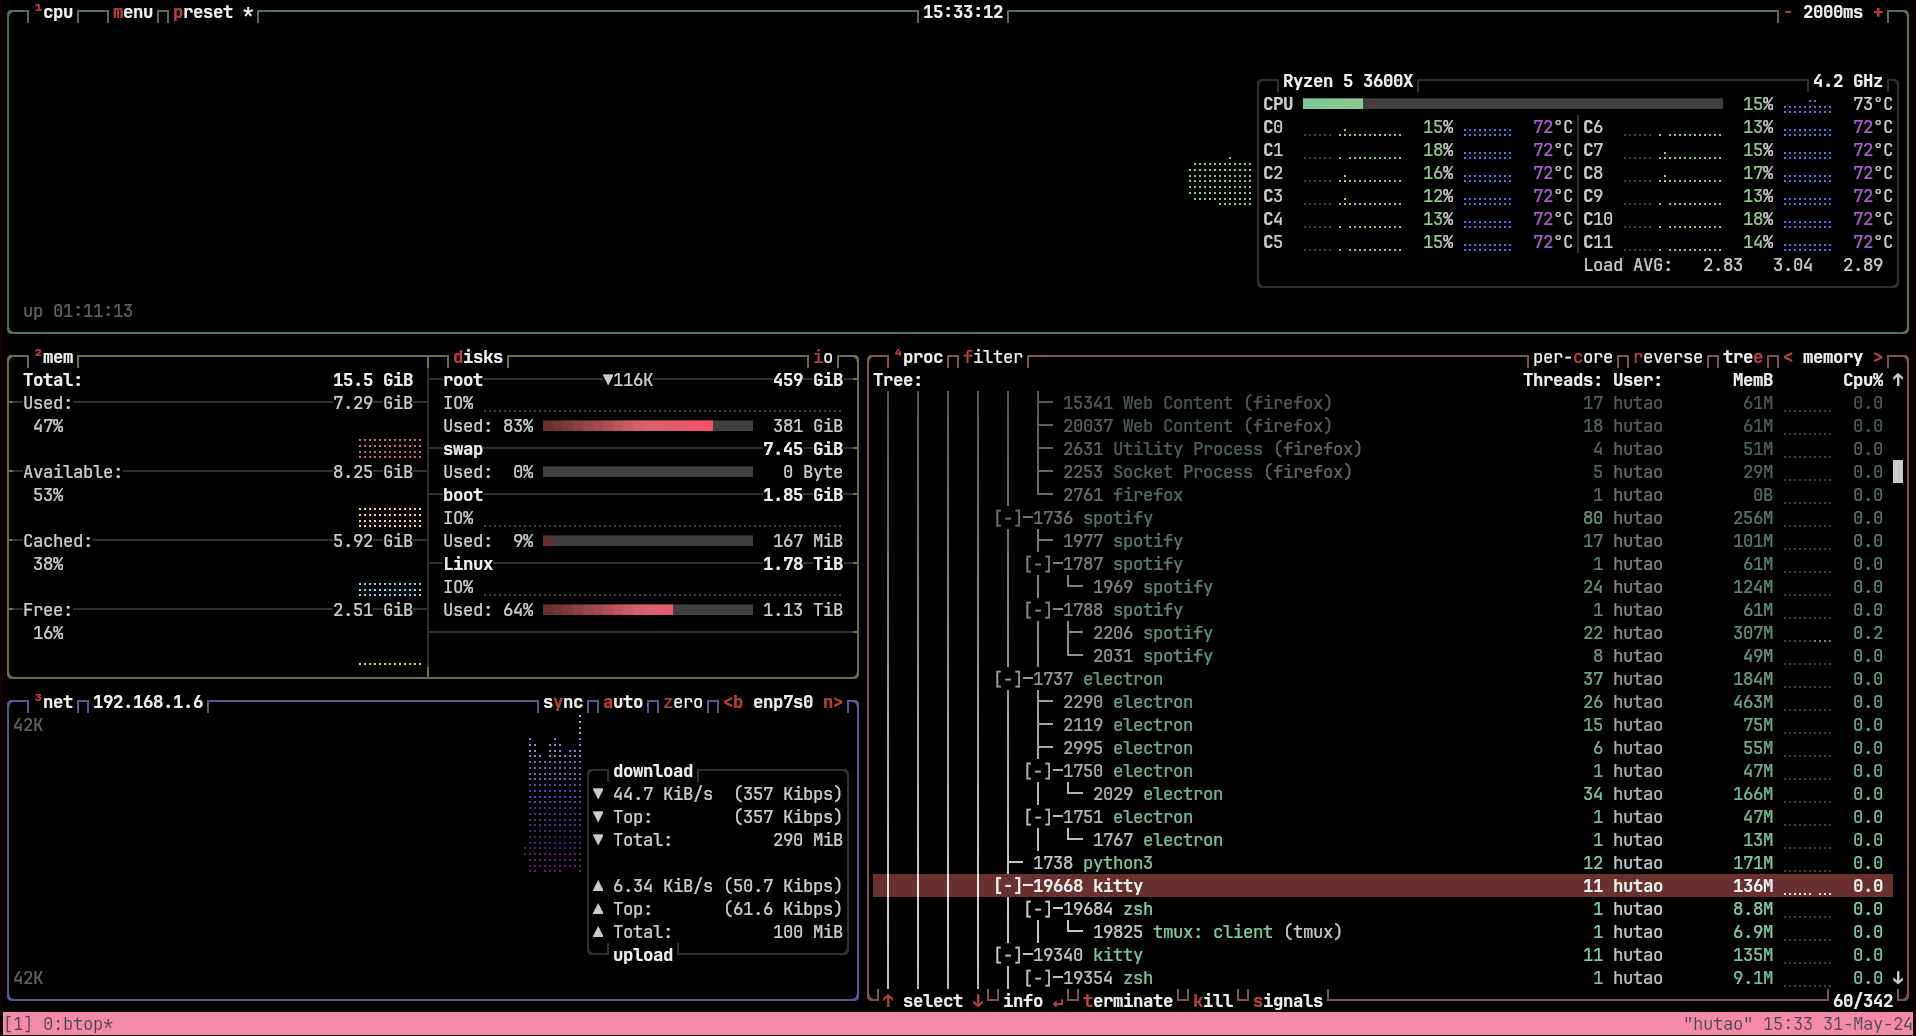 ¹cpu menu preset * 15:33:12 - 2000ms +
Ryzen 5 3600X 4.2 GHz
CPU 15% 73°C
C0 15% 72°C C6 13% 72°C
C1 18% 72°C C7 15% 72°C
C2 16% 72°C C8 17% 72°C
C3 12% 72°C C9 13% 72°C
C4 13% 72°C C10 18% 72°C
C5 15% 72°C C11 14% 72°C
Load AVG: 2.83 3.04 2.89
up 01:11:13
²mem
Total: 15.5 GiB
Used: 7.29 GiB
47%
Available: 8.25 GiB
53%
Cached: 5.92 GiB
38%
Free: 2.51 GiB
16%
disks io
root ▼116K 459 GiB
IO%
Used: 83% 381 GiB
swap 7.45 GiB
Used: 0% 0 Byte
boot 1.85 GiB
IO%
Used: 9% 167 MiB
Linux 1.78 TiB
IO%
Used: 64% 1.13 TiB
³net 192.168.1.6 sync auto zero <b enp7s0 n>
42K
download
▼ 44.7 KiB/s (357 Kibps)
▼ Top: (357 Kibps)
▼ Total: 290 MiB
▲ 6.34 KiB/s (50.7 Kibps)
▲ Top: (61.6 Kibps)
▲ Total: 100 MiB
upload
42K
⁴proc filter per-core reverse tree < memory >
Tree: Threads: User: MemB Cpu% ↑
15341 Web Content (firefox) 17 hutao 61M 0.0
20037 Web Content (firefox) 18 hutao 61M 0.0
2631 Utility Process (firefox) 4 hutao 51M 0.0
2253 Socket Process (firefox) 5 hutao 29M 0.0
2761 firefox 1 hutao 0B 0.0
[-]─1736 spotify 80 hutao 256M 0.0
1977 spotify 17 hutao 101M 0.0
[-]─1787 spotify 1 hutao 61M 0.0
1969 spotify 24 hutao 124M 0.0
[-]─1788 spotify 1 hutao 61M 0.0
2206 spotify 22 hutao 307M 0.2
2031 spotify 8 hutao 49M 0.0
[-]─1737 electron 37 hutao 184M 0.0
2290 electron 26 hutao 463M 0.0
2119 electron 15 hutao 75M 0.0
2995 electron 6 hutao 55M 0.0
[-]─1750 electron 1 hutao 47M 0.0
2029 electron 34 hutao 166M 0.0
[-]─1751 electron 1 hutao 47M 0.0
1767 electron 1 hutao 13M 0.0
1738 python3 12 hutao 171M 0.0
[-]─19668 kitty 11 hutao 136M 0.0
[-]─19684 zsh 1 hutao 8.8M 0.0
19825 tmux: client (tmux) 1 hutao 6.9M 0.0
[-]─19340 kitty 11 hutao 135M 0.0
[-]─19354 zsh 1 hutao 9.1M 0.0 ↓
↑ select ↓ info ↵ terminate kill signals 60/342
[1] 0:btop* "hutao" 15:33 31-May-24